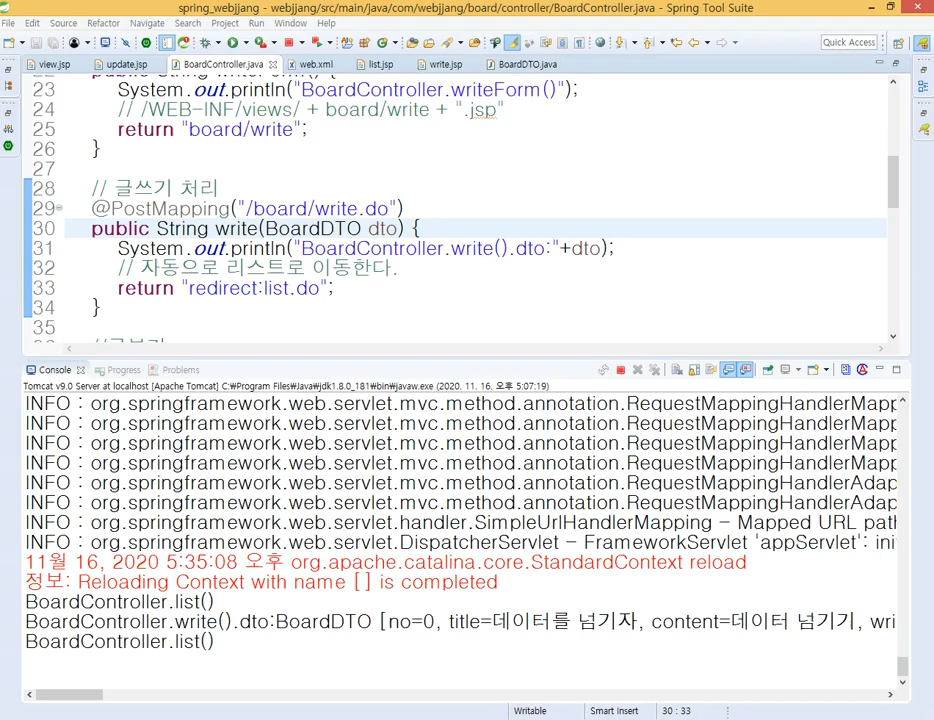 spring_webjjang - spring_webjjang/src/main/java/com/webjjang/board/controller/BoardController.java - Spring Tool Suite
File Edit Source Refactor Navigate Search Project Run Window Help
Quick Access
view.jsp update.jsp BoardController.java web.xml list.jsp write.jsp BoardDTO.java
23 System.out.println("BoardController.writeForm()");
24 // /WEB-INF/views/ + board/write + ".jsp"
25 return "board/write";
26 }
27
28 // 글쓰기 처리
29 @PostMapping("/board/write.do")
30 public String write(BoardDTO dto) {
31 System.out.println("BoardController.write().dto:"+dto);
32 // 자동으로 리스트로 이동한다.
33 return "redirect:list.do";
34 }
35
Console Progress Problems
Tomcat v9.0 Server at localhost [Apache Tomcat] C:₩Program Files₩Java₩jdk1.8.0_181₩bin₩javaw.exe (2020. 11. 16. 오후 5:07:19)
INFO : org.springframework.web.servlet.mvc.method.annotation.RequestMappingHandlerMapp
INFO : org.springframework.web.servlet.mvc.method.annotation.RequestMappingHandlerMapp
INFO : org.springframework.web.servlet.mvc.method.annotation.RequestMappingHandlerMapp
INFO : org.springframework.web.servlet.mvc.method.annotation.RequestMappingHandlerMapp
INFO : org.springframework.web.servlet.mvc.method.annotation.RequestMappingHandlerAdap
INFO : org.springframework.web.servlet.mvc.method.annotation.RequestMappingHandlerAdap
INFO : org.springframework.web.servlet.handler.SimpleUrlHandlerMapping - Mapped URL pat
INFO : org.springframework.web.servlet.DispatcherServlet - FrameworkServlet 'appServlet': ini
11월 16, 2020 5:35:08 오후 org.apache.catalina.core.StandardContext reload
정보: Reloading Context with name [] is completed
BoardController.list()
BoardController.write().dto:BoardDTO [no=0, title=데이터를 넘기자, content=데이터 넘기기, wri
BoardController.list()
Writable Smart Insert 30 : 33